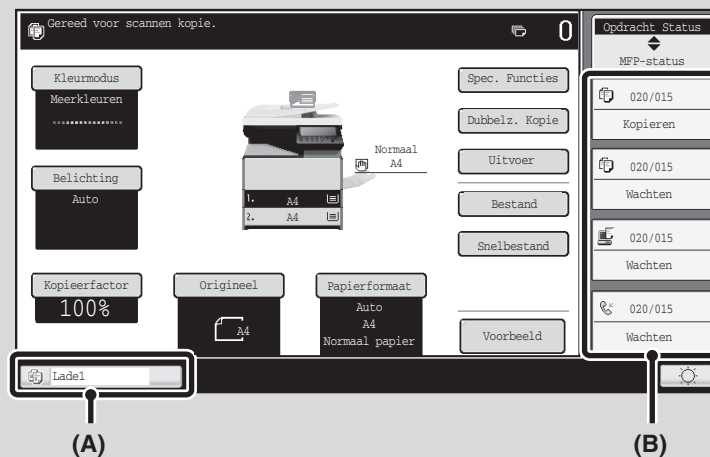 Gereed voor scannen kopie.
0
Kleurmodus
Meerkleuren
Belichting
Auto
Kopieerfactor
100%
Origineel
A4
Papierformaat
Auto
A4
Normaal papier
Normaal
A4
1. A4
2. A4
Spec. Functies
Dubbelz. Kopie
Uitvoer
Bestand
Snelbestand
Voorbeeld
Opdracht Status
MFP-status
020/015
Kopieren
020/015
Wachten
020/015
Wachten
020/015
Wachten
Lade1
(A)
(B)